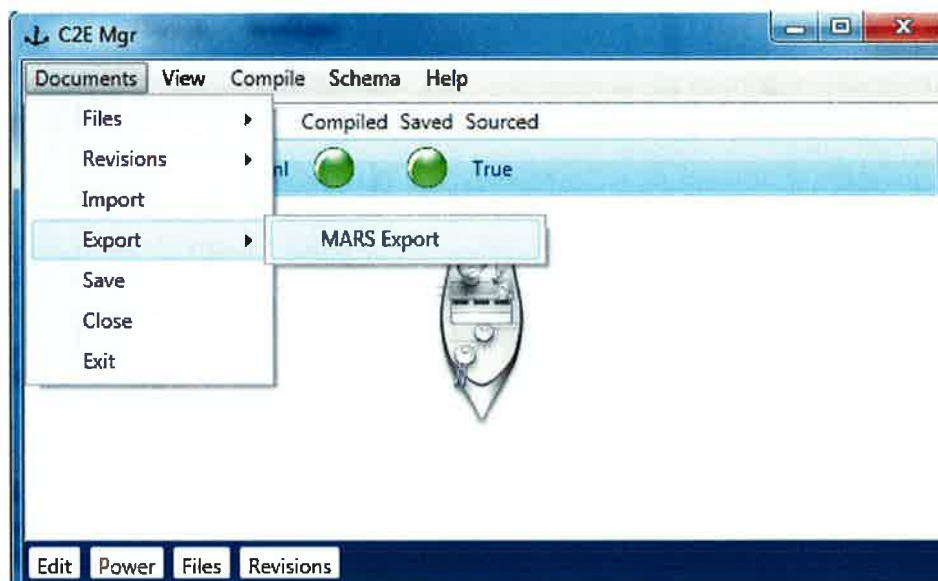 C2E Mgr
Documents View Compile Schema Help
Files Compiled Saved Sourced
Revisions True
Import
Export MARS Export
Save
Close
Exit
Edit Power Files Revisions